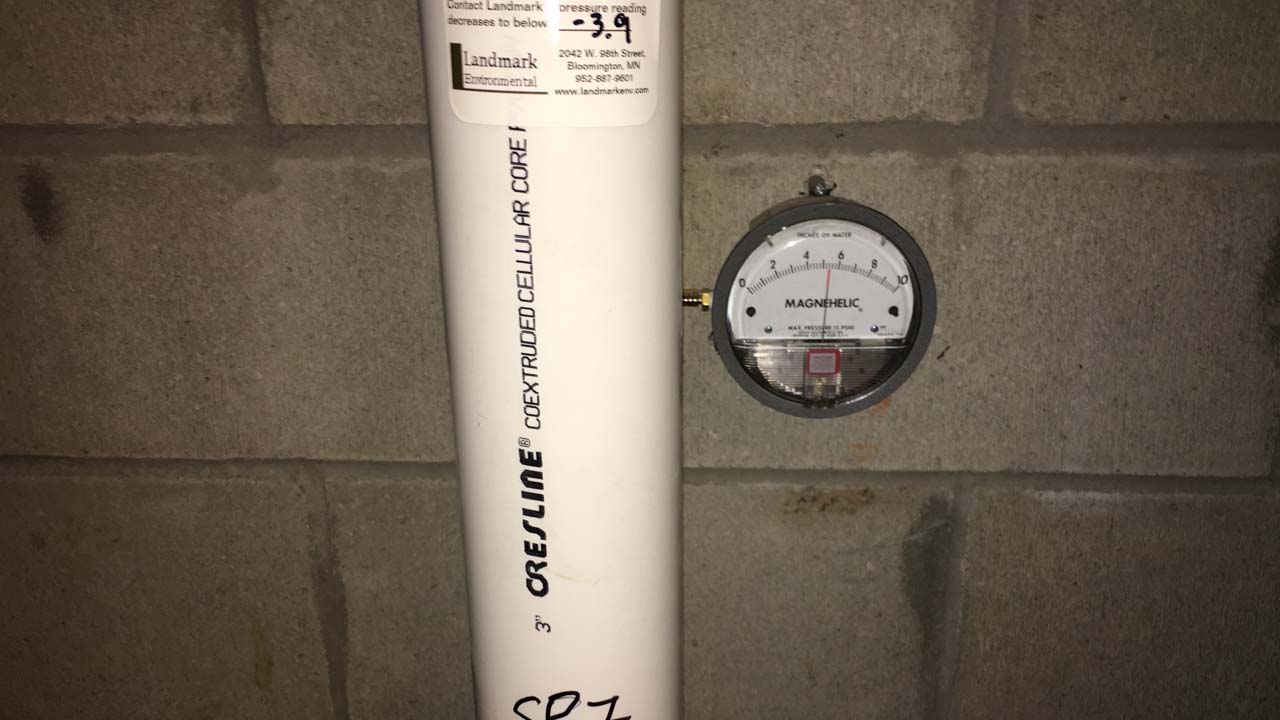 Contact Landmark pressure reading
decreases to below -3.9
Landmark
Environmental
2042 W. 98th Street,
Bloomington, MN
952-887-9601
www.landmarkenv.com
3" CRESLINE® COEXTRUDED CELLULAR CORE
INCHES OF WATER
0 2 4 6 8 10
MAGNEHELIC
MAX. PRESSURE 15 PSIG